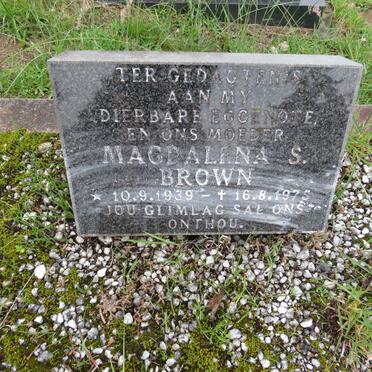 TER GEDAGTENIS
AAN MY
DIERBARE EGGENOTE,
EN ONS MOEDER
MAGDALENA S.
BROWN
* 10.9.1939 - † 16.8.197
JOU GLIMLAG SAL ONS
ONTHOU.